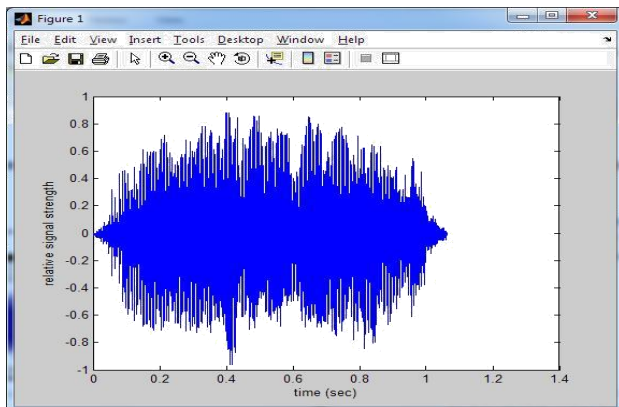 Figure 1
File Edit View Insert Tools Desktop Window Help
1
0.8
0.6
0.4
0.2
0
-0.2
-0.4
-0.6
-0.8
-1
relative signal strength
0 0.2 0.4 0.6 0.8 1 1.2 1.4
time (sec)